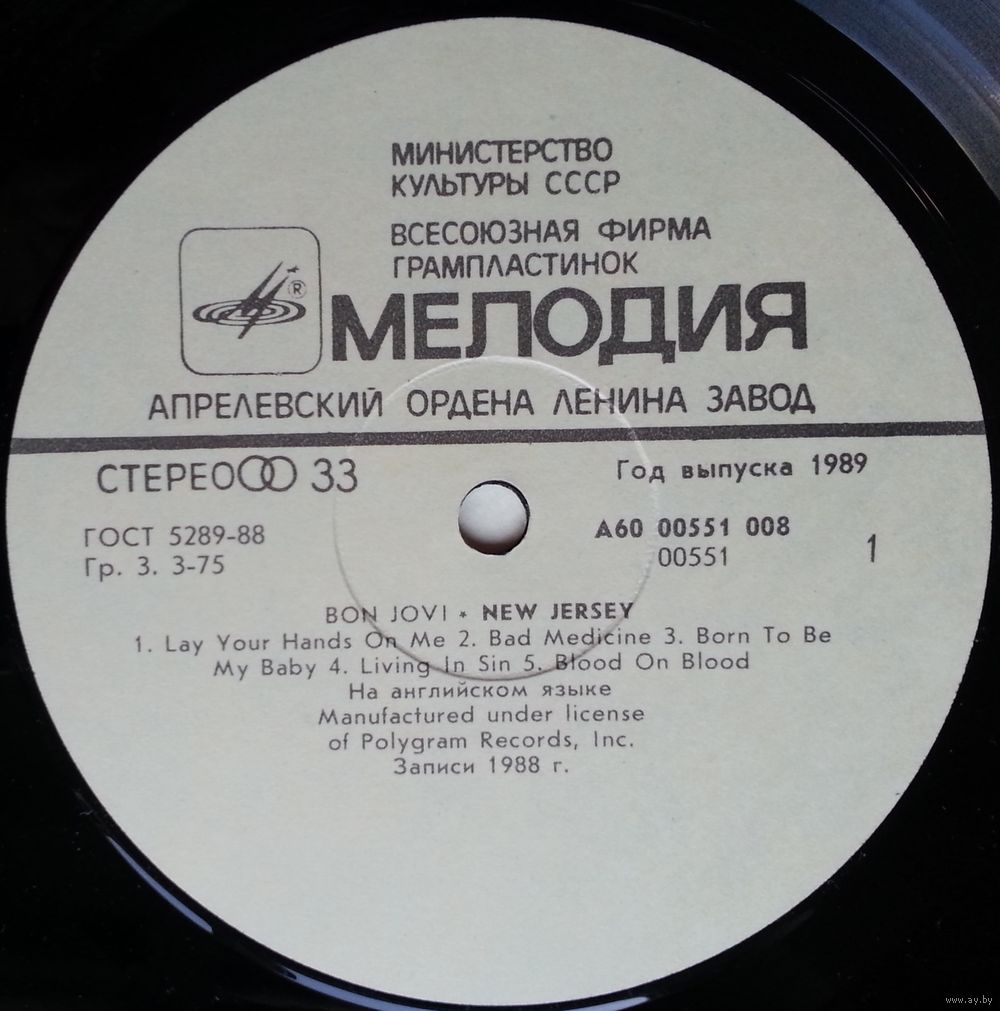 МИНИСТЕРСТВО
КУЛЬТУРЫ СССР
ВСЕСОЮЗНАЯ ФИРМА
ГРАМПЛАСТИНОК
®
МЕЛОДИЯ
АПРЕЛЕВСКИЙ ОРДЕНА ЛЕНИНА ЗАВОД
СТЕРЕО 33
Год выпуска 1989
ГОСТ 5289-88
Гр. 3. 3-75
А60 00551 008
00551
1
BON JOVI * NEW JERSEY
1. Lay Your Hands On Me 2. Bad Medicine 3. Born To Be
My Baby 4. Living In Sin 5. Blood On Blood
На английском языке
Manufactured under license
of Polygram Records, Inc.
Записи 1988 г.
www.ay.by